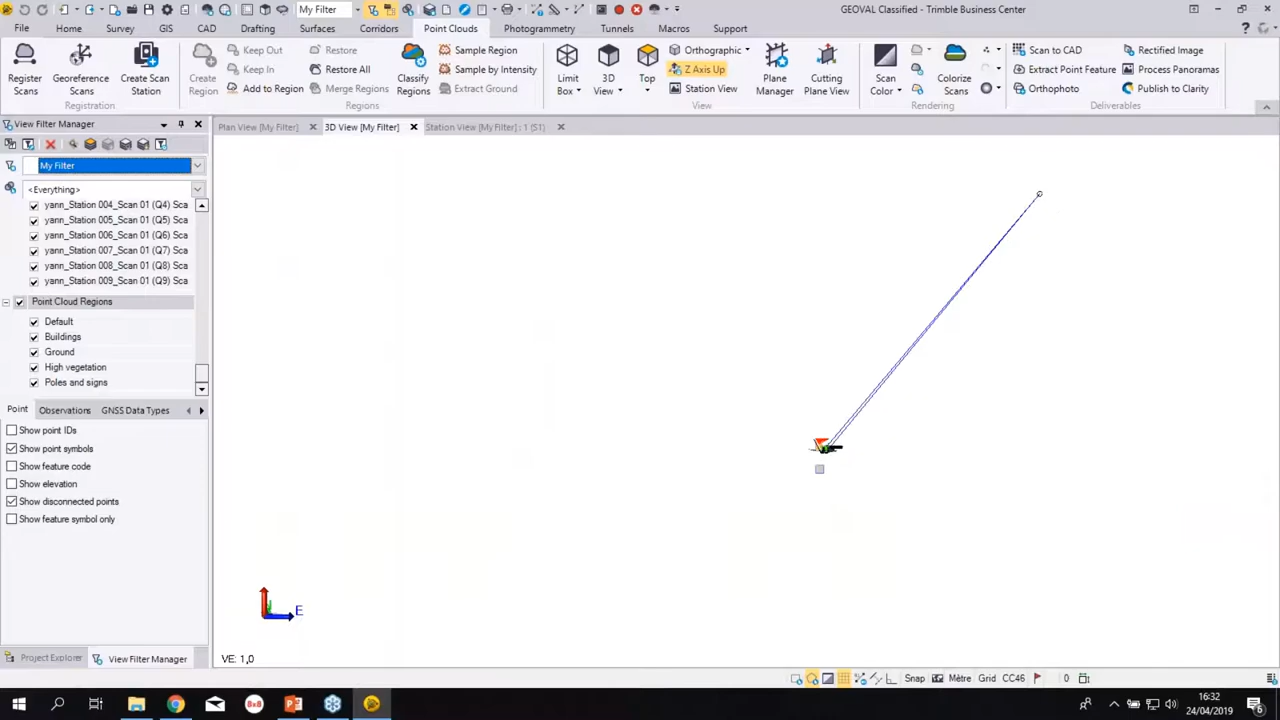 My Filter
GEOVAL Classified - Trimble Business Center
File Home Survey GIS CAD Drafting Surfaces Corridors Point Clouds Photogrammetry Tunnels Macros Support
Register Scans
Georeference Scans
Create Scan Station
Registration
Create Region
Keep Out
Keep In
Add to Region
Restore
Restore All
Merge Regions
Regions
Classify Regions
Sample Region
Sample by Intensity
Extract Ground
Limit Box
3D View
Top
Orthographic
Z Axis Up
Station View
View
Plane Manager
Cutting Plane View
Scan Color
Colorize Scans
Rendering
Scan to CAD
Extract Point Feature
Orthophoto
Rectified Image
Process Panoramas
Publish to Clarity
Deliverables
View Filter Manager
Plan View [My Filter]
3D View [My Filter]
Station View [My Filter] : 1 (S1)
My Filter
<Everything>
yann_Station 004_Scan 01 (Q4) Sca
yann_Station 005_Scan 01 (Q5) Sca
yann_Station 006_Scan 01 (Q6) Sca
yann_Station 007_Scan 01 (Q7) Sca
yann_Station 008_Scan 01 (Q8) Sca
yann_Station 009_Scan 01 (Q9) Sca
Point Cloud Regions
Default
Buildings
Ground
High vegetation
Poles and signs
Point Observations GNSS Data Types
Show point IDs
Show point symbols
Show feature code
Show elevation
Show disconnected points
Show feature symbol only
E
VE: 1,0
Project Explorer
View Filter Manager
Snap Mètre Grid CC46 0
16:32
24/04/2019